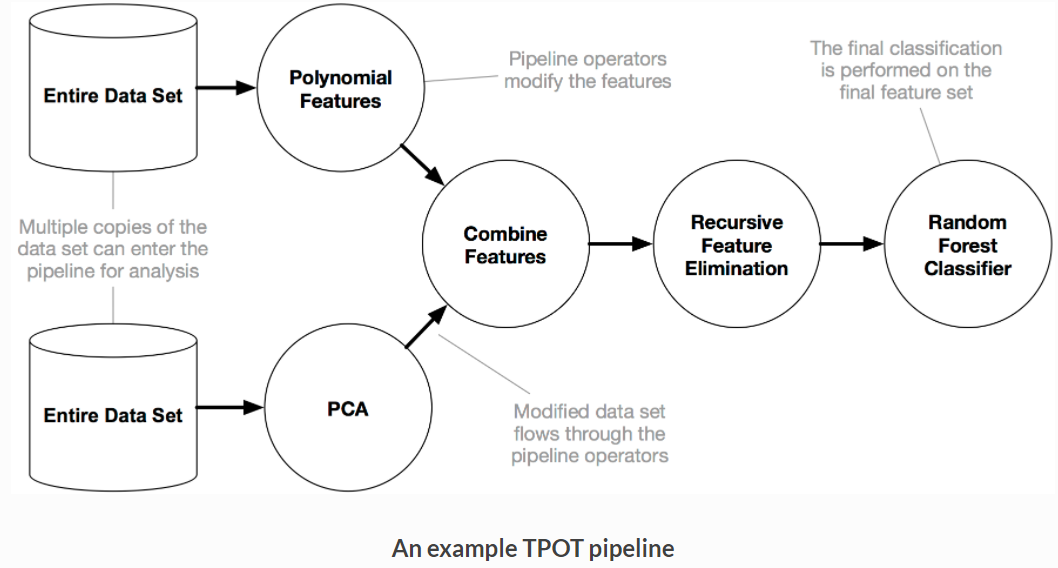 Entire Data Set
Polynomial
Features
Pipeline operators
modify the features
The final classification
is performed on the
final feature set
Multiple copies of the
data set can enter the
pipeline for analysis
Combine
Features
Recursive
Feature
Elimination
Random
Forest
Classifier
Entire Data Set
PCA
Modified data set
flows through the
pipeline operators
An example TPOT pipeline